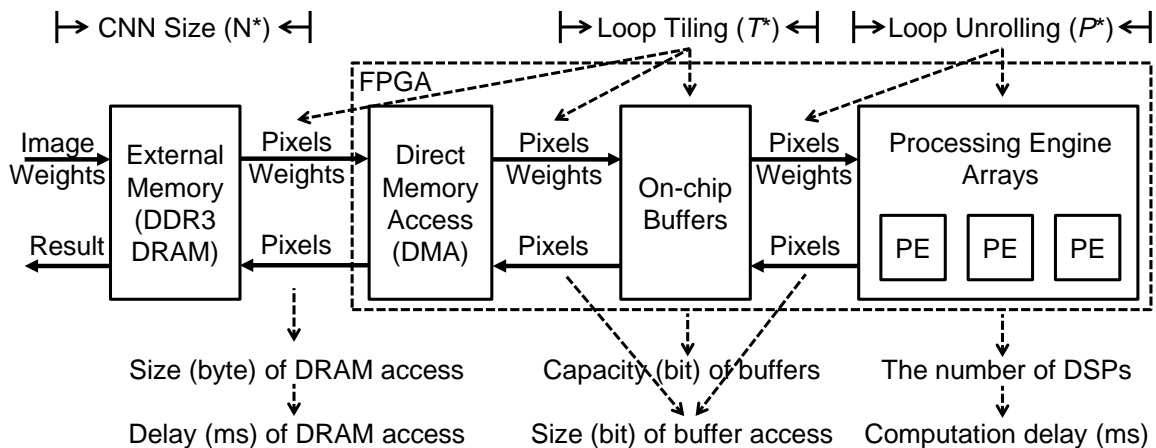 CNN Size (N*)
Loop Tiling (T*)
Loop Unrolling (P*)
FPGA
Image
Weights
Result
External
Memory
(DDR3
DRAM)
Pixels
Weights
Pixels
Direct
Memory
Access
(DMA)
Pixels
Weights
Pixels
On-chip
Buffers
Pixels
Weights
Pixels
Processing Engine
Arrays
PE
PE
PE
Size (byte) of DRAM access
Capacity (bit) of buffers
The number of DSPs
Delay (ms) of DRAM access
Size (bit) of buffer access
Computation delay (ms)